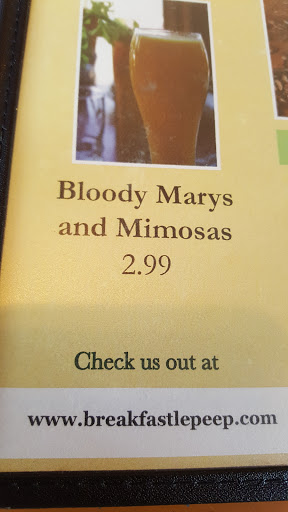 Bloody Marys
and Mimosas
2.99
Check us out at
www.breakfastlepeep.com